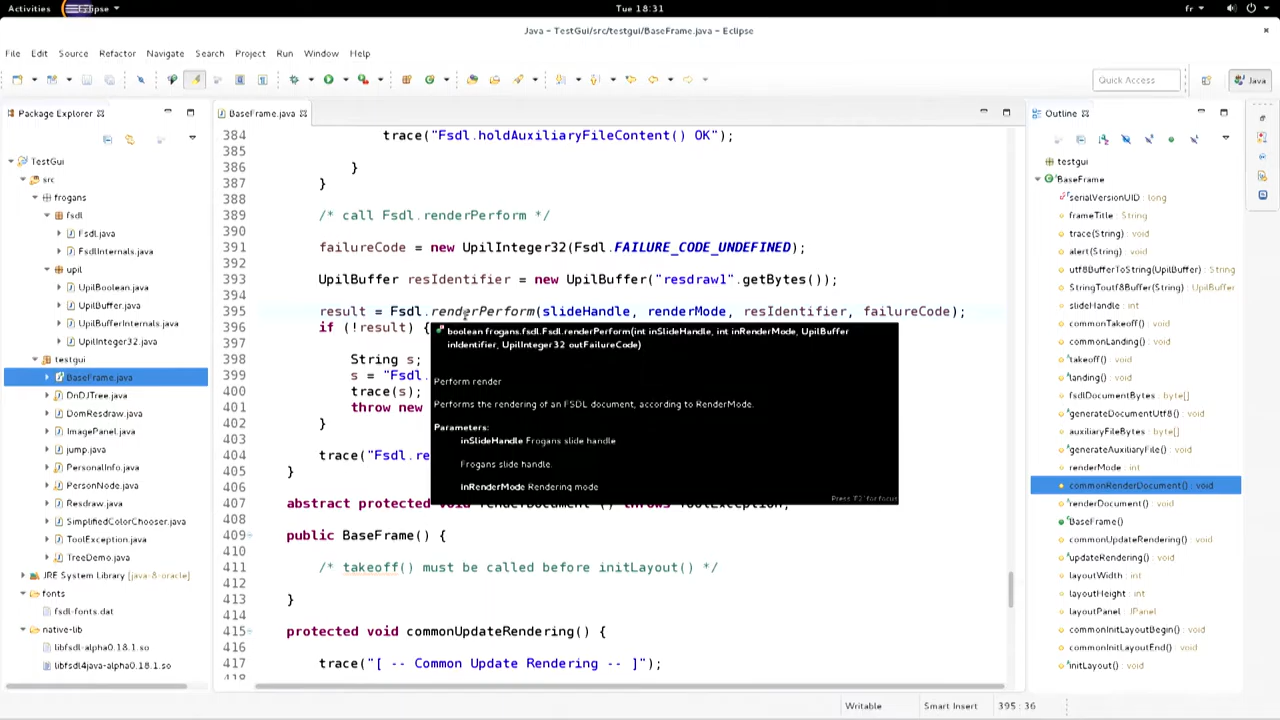 Activities
Eclipse
Tue 18:31
fr
Java – TestGui/src/testgui/BaseFrame.java – Eclipse
File Edit Source Refactor Navigate Search Project Run Window Help
Quick Access
Java
Package Explorer
TestGui
src
frogans
fsdl
Fsdl.java
FsdlInternals.java
upil
UpilBoolean.java
UpilBuffer.java
UpilBufferInternals.java
UpilInteger32.java
testgui
BaseFrame.java
DnDJTree.java
DomResdraw.java
ImagePanel.java
jump.java
PersonalInfo.java
PersonNode.java
Resdraw.java
SimplifiedColorChooser.java
ToolException.java
TreeDemo.java
JRE System Library [java-8-oracle]
fonts
fsdl-fonts.dat
native-lib
libfsdl-alpha0.18.1.so
libfsdl4java-alpha0.18.1.so
BaseFrame.java
384 trace("Fsdl.holdAuxiliaryFileContent() OK");
385
386 }
387 }
388
389 /* call Fsdl.renderPerform */
390
391 failureCode = new UpilInteger32(Fsdl.FAILURE_CODE_UNDEFINED);
392
393 UpilBuffer resIdentifier = new UpilBuffer("resdraw1".getBytes());
394
395 result = Fsdl.renderPerform(slideHandle, renderMode, resIdentifier, failureCode);
396 if (!result) {
397
398 String s;
399 s = "Fsdl.
400 trace(s);
401 throw new
402 }
403
404 trace("Fsdl.re
405 }
406
407 abstract protected void renderDocument () throws ToolException;
408
409 public BaseFrame() {
410
411 /* takeoff() must be called before initLayout() */
412
413 }
414
415 protected void commonUpdateRendering() {
416
417 trace("[ -- Common Update Rendering -- ]");
418
boolean frogans.fsdl.Fsdl.renderPerform(int inSlideHandle, int inRenderMode, UpilBuffer
inIdentifier, UpilInteger32 outFailureCode)
Perform render
Performs the rendering of an FSDL document, according to RenderMode.
Parameters:
inSlideHandle Frogans slide handle
Frogans slide handle.
inRenderMode Rendering mode
Press 'F2' for focus
Outline
testgui
BaseFrame
serialVersionUID : long
frameTitle : String
trace(String) : void
alert(String) : void
utf8BufferToString(UpilBuffer) : String
StringToutf8Buffer(String) : UpilBuffer
slideHandle : int
commonTakeoff() : void
commonLanding() : void
takeoff() : void
landing() : void
fsdlDocumentBytes : byte[]
generateDocumentUtf8() : void
auxiliaryFileBytes : byte[]
generateAuxiliaryFile() : void
renderMode : int
commonRenderDocument() : void
renderDocument() : void
BaseFrame()
commonUpdateRendering() : void
updateRendering() : void
layoutWidth : int
layoutHeight : int
layoutPanel : JPanel
commonInitLayoutBegin() : void
commonInitLayoutEnd() : void
initLayout() : void
Writable
Smart Insert
395 : 36